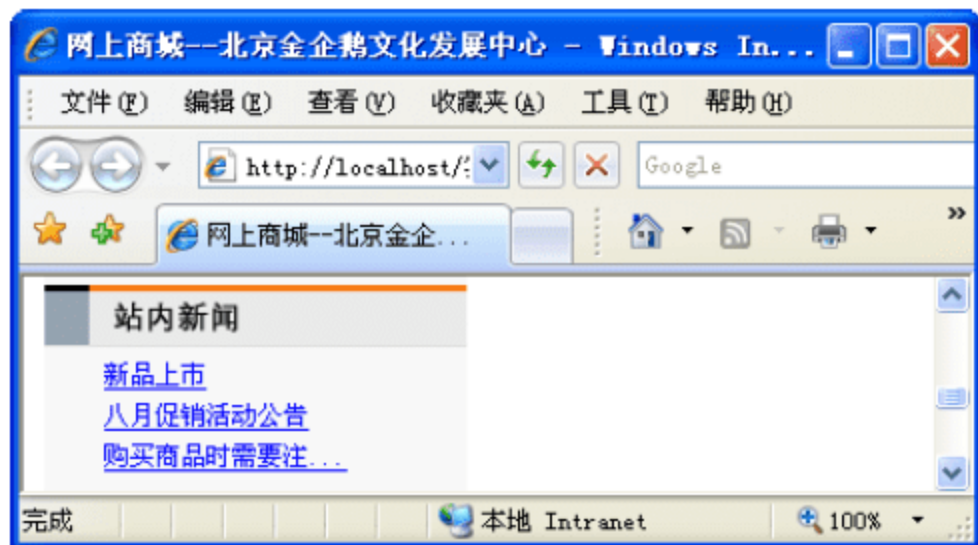 网上商城--北京金企鹅文化发展中心 - Windows In...
文件(F) 编辑(E) 查看(V) 收藏夹(A) 工具(T) 帮助(H)
http://localhost/ Google
网上商城--北京金企... »
站内新闻
新品上市
八月促销活动公告
购买商品时需要注...
完成 本地 Intranet 100%